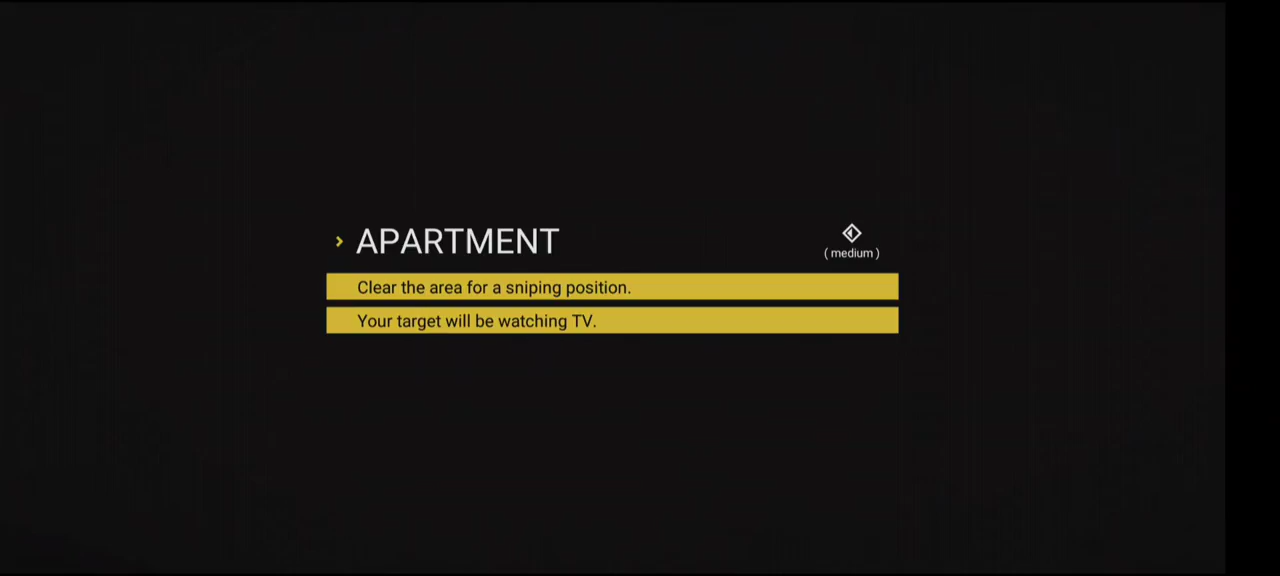 APARTMENT
( medium )
Clear the area for a sniping position.
Your target will be watching TV.